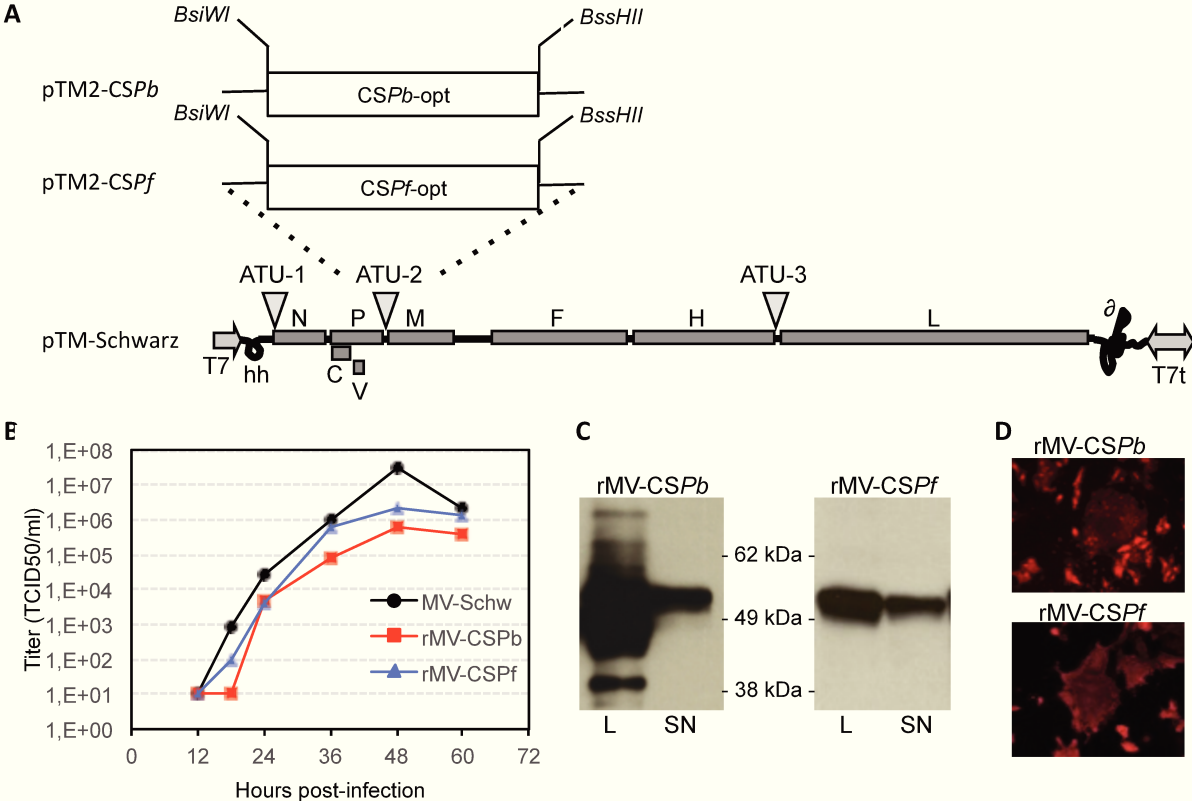 A
BsiWI
BssHII
pTM2-CSPb
CSPb-opt
BsiWI
BssHII
pTM2-CSPf
CSPf-opt
ATU-1
ATU-2
ATU-3
N
P
M
F
H
L
∂
pTM-Schwarz
T7
hh
C
V
T7t
B
Titer (TCID50/ml)
1,E+08
1,E+07
1,E+06
1,E+05
1,E+04
1,E+03
1,E+02
1,E+01
1,E+00
MV-Schw
rMV-CSPb
rMV-CSPf
0 12 24 36 48 60 72
Hours post-infection
C
rMV-CSPb
rMV-CSPf
- 62 kDa -
- 49 kDa -
- 38 kDa -
L SN
L SN
D
rMV-CSPb
rMV-CSPf